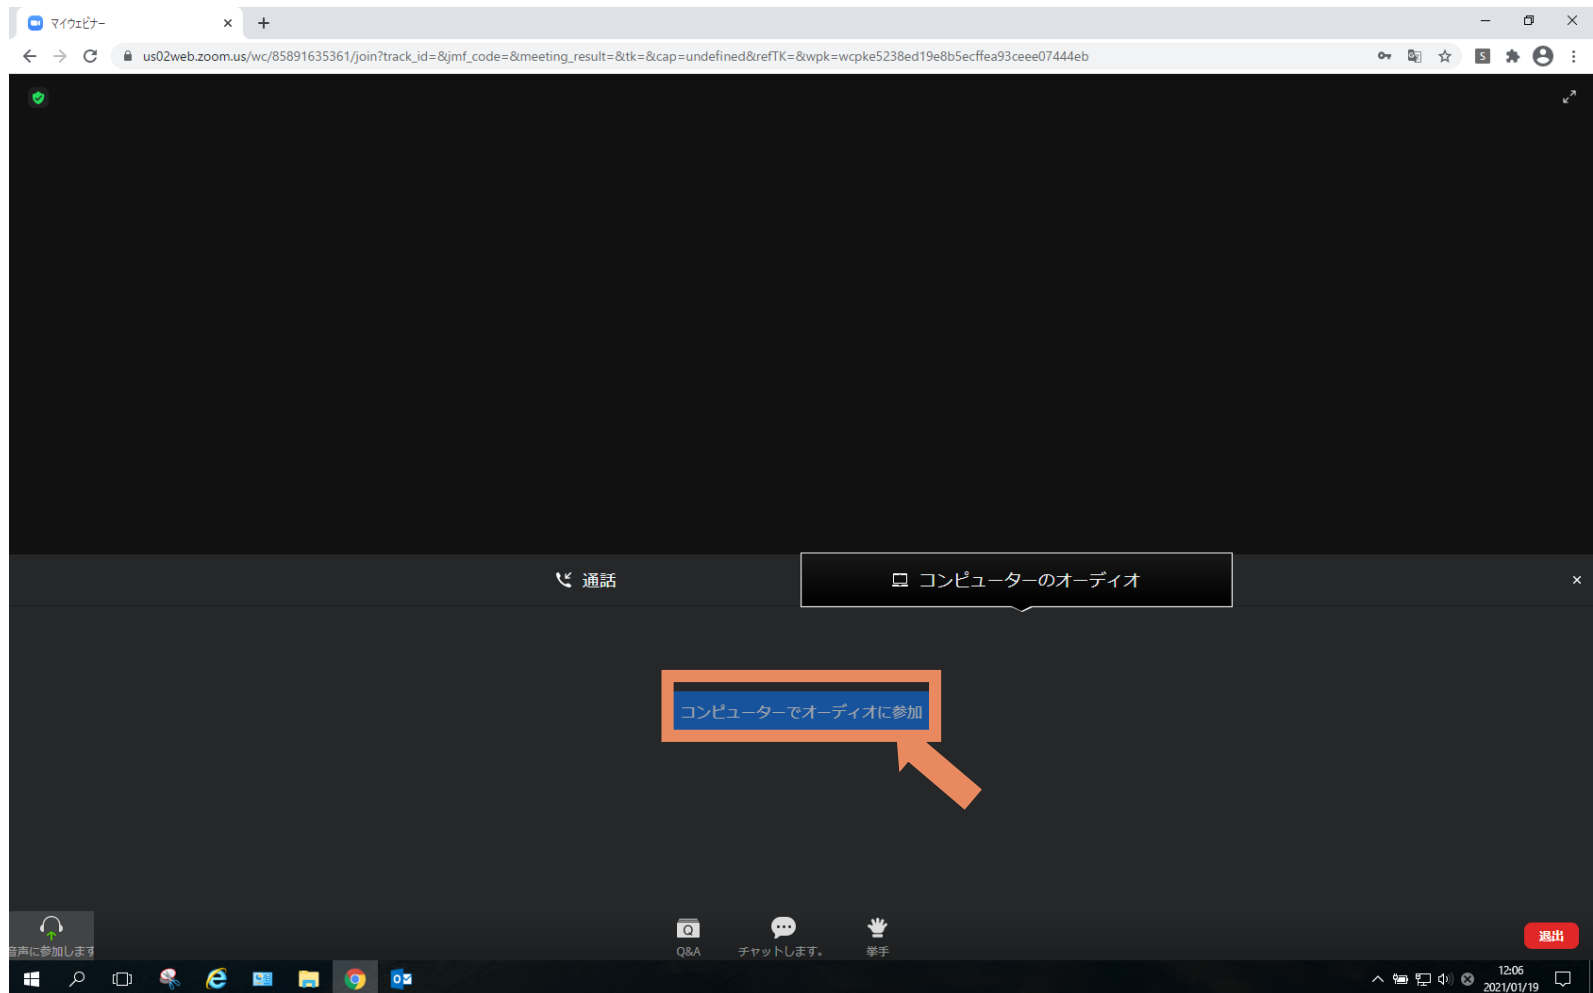 マイウェビナー
us02web.zoom.us/wc/85891635361/join?track_id=&jmf_code=&meeting_result=&tk=&cap=undefined&refTK=&wpk=wcpke5238ed19e8b5ecffea93ceee07444eb
S
通話
コンピューターのオーディオ
コンピューターでオーディオに参加
音声に参加します
Q
Q&A
チャットします。
挙手
退出
12:06
2021/01/19